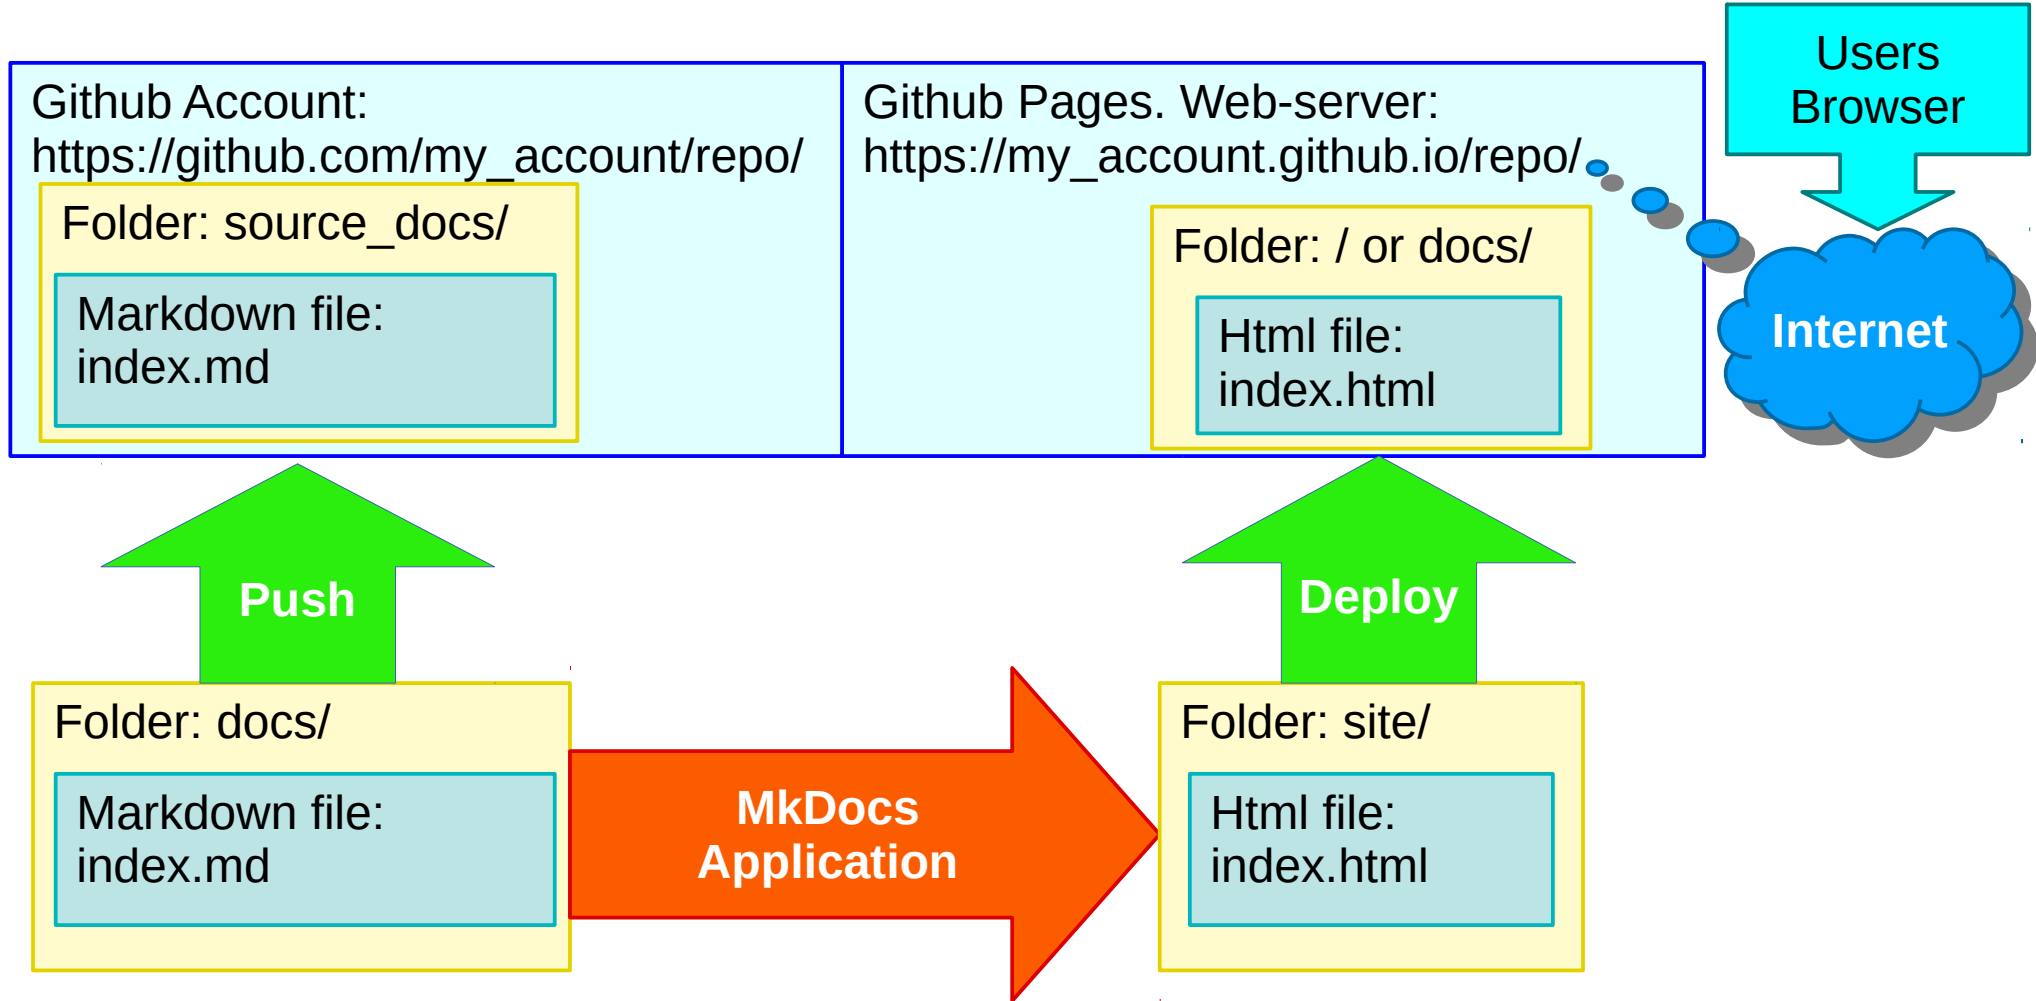 Github Account:
https://github.com/my_account/repo/
Folder: source_docs/
Markdown file:
index.md
Github Pages. Web-server:
https://my_account.github.io/repo/
Folder: / or docs/
Html file:
index.html
Users
Browser
Internet
Push
Deploy
Folder: docs/
Markdown file:
index.md
MkDocs
Application
Folder: site/
Html file:
index.html